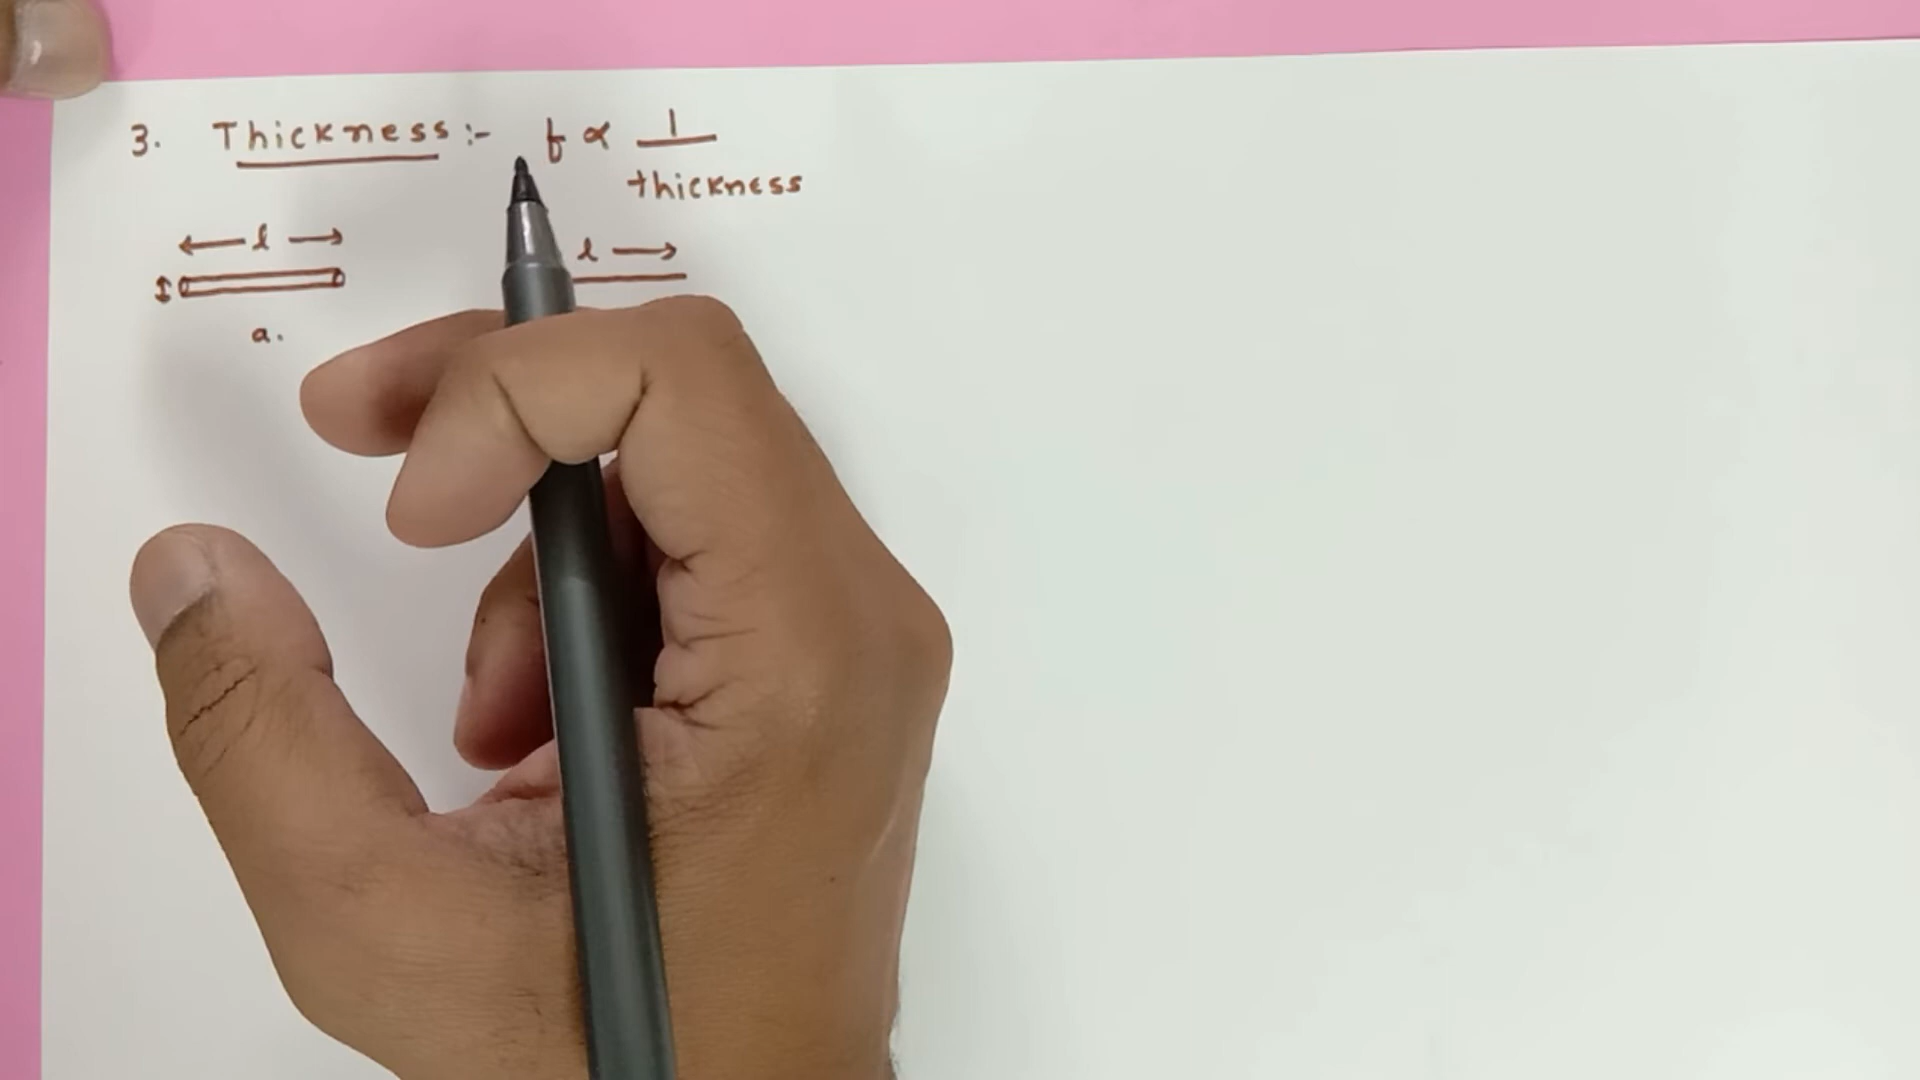 3. Thickness :- f ∝ 1
thickness
l l
a.